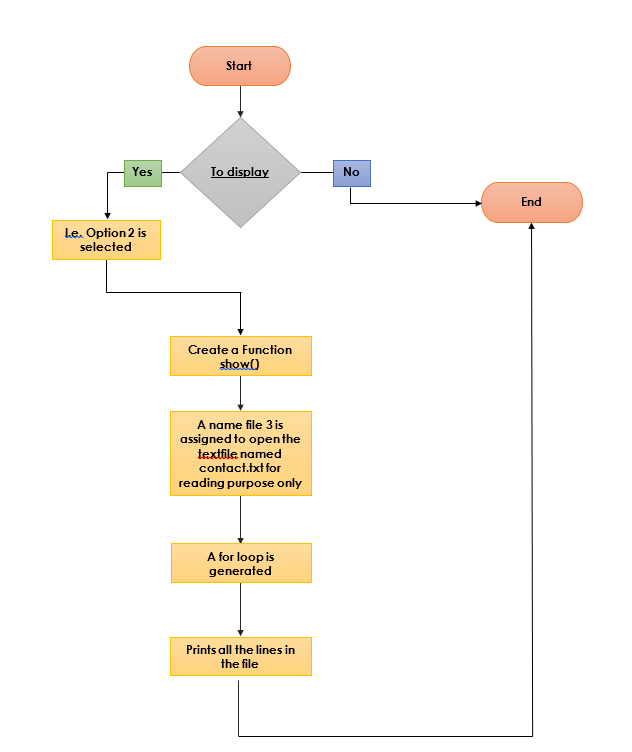 Start
To display
Yes
No
End
I.e. Option 2 is
selected
Create a Function
show()
A name file 3 is
assigned to open the
textfile named
contact.txt for
reading purpose only
A for loop is
generated
Prints all the lines in
the file